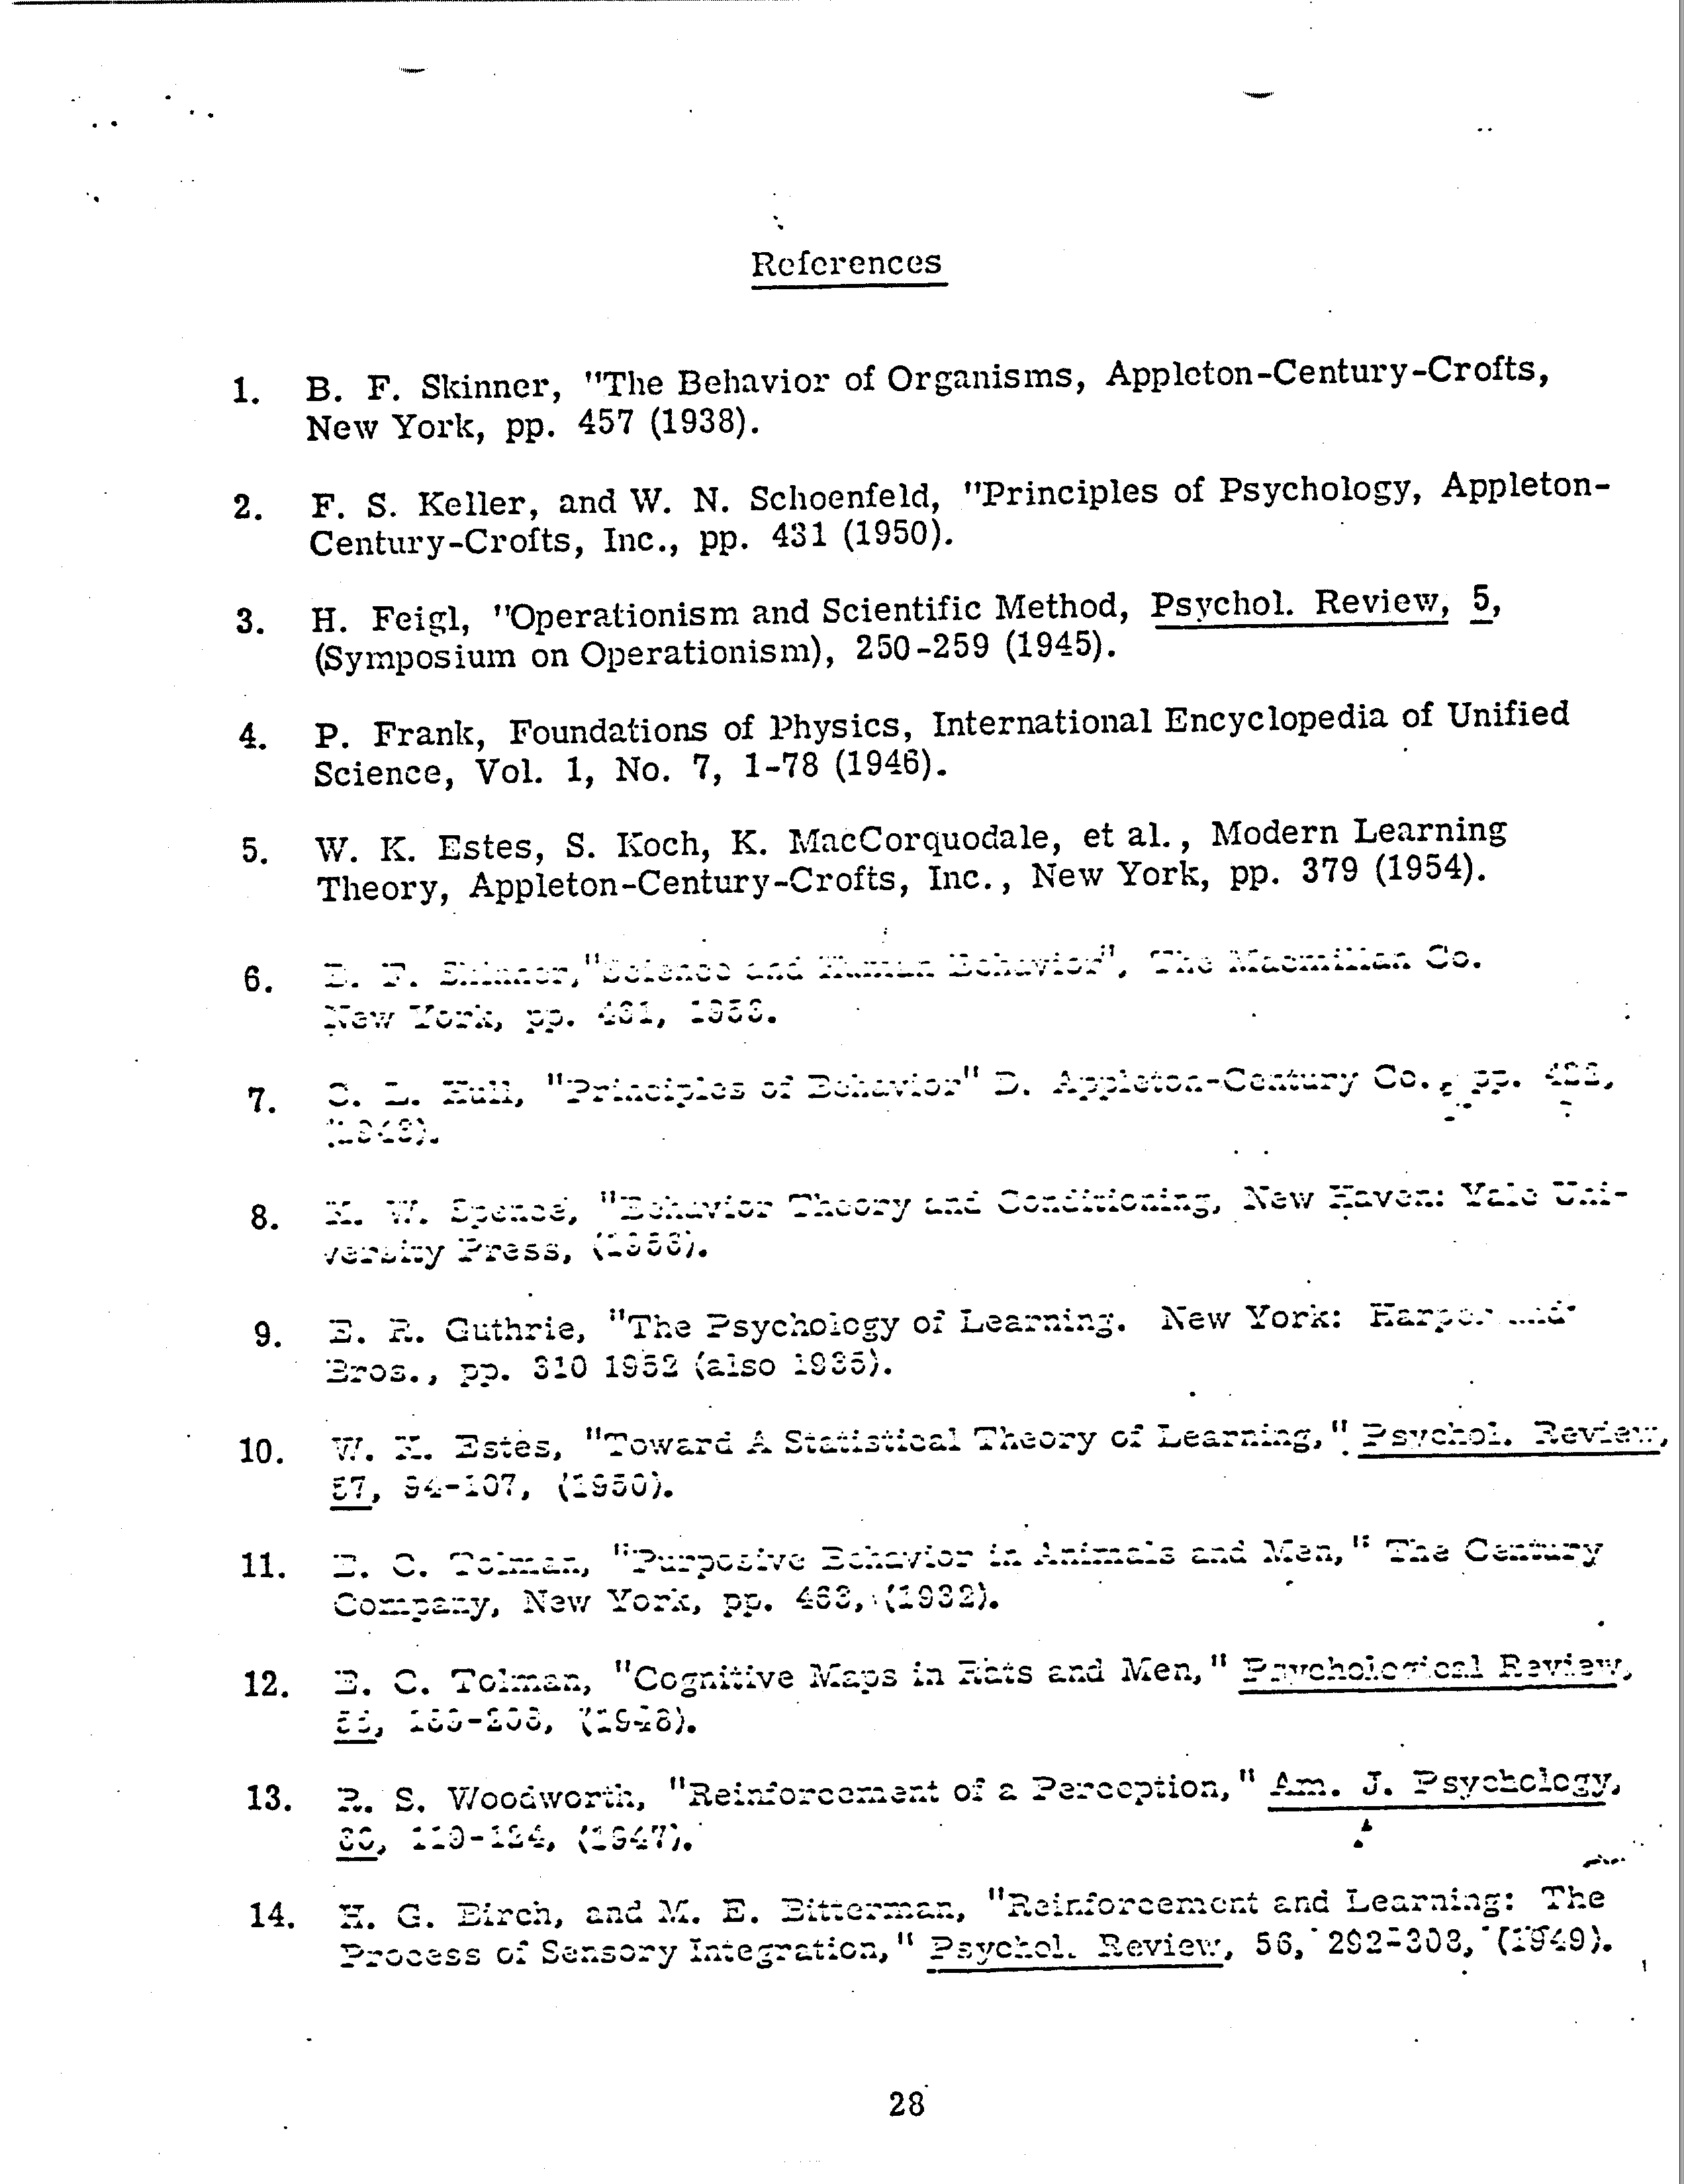 References
1. B. F. Skinner, "The Behavior of Organisms, Appleton-Century-Crofts,
New York, pp. 457 (1938).
2. F. S. Keller, and W. N. Schoenfeld, "Principles of Psychology, Appleton-
Century-Crofts, Inc., pp. 431 (1950).
3. H. Feigl, "Operationism and Scientific Method, Psychol. Review, 5,
(Symposium on Operationism), 250-259 (1945).
4. P. Frank, Foundations of Physics, International Encyclopedia of Unified
Science, Vol. 1, No. 7, 1-78 (1946).
5. W. K. Estes, S. Koch, K. MacCorquodale, et al., Modern Learning
Theory, Appleton-Century-Crofts, Inc., New York, pp. 379 (1954).
6. B. F. Skinner, "Science and Human Behavior", The Macmillan Co.
New York, pp.
7. C. L. Hull, "Principles of Behavior" D. Appleton-Century Co., pp.
(1943).
8. K. W. Spence, "Behavior Theory and Conditioning, New Haven: Yale Uni-
versity Press, (1956).
9. E. R. Guthrie, "The Psychology of Learning. New York: Harper and
Bros., pp. 310 1952 (also 1935).
10. W. K. Estes, "Toward A Statistical Theory of Learning," Psychol. Review,
57, 94-107, (1950).
11. E. C. Tolman, "Purposive Behavior in Animals and Men," The Century
Company, New York, pp. 463, (1932).
12. E. C. Tolman, "Cognitive Maps in Rats and Men," Psychological Review,
(1948).
13. R. S. Woodworth, "Reinforcement of a Perception," Am. J. Psychology,
(1947).
14. H. G. Birch, and M. E. Bitterman, "Reinforcement and Learning: The
Process of Sensory Integration," Psychol. Review, 56, 292-308, (1949).
28